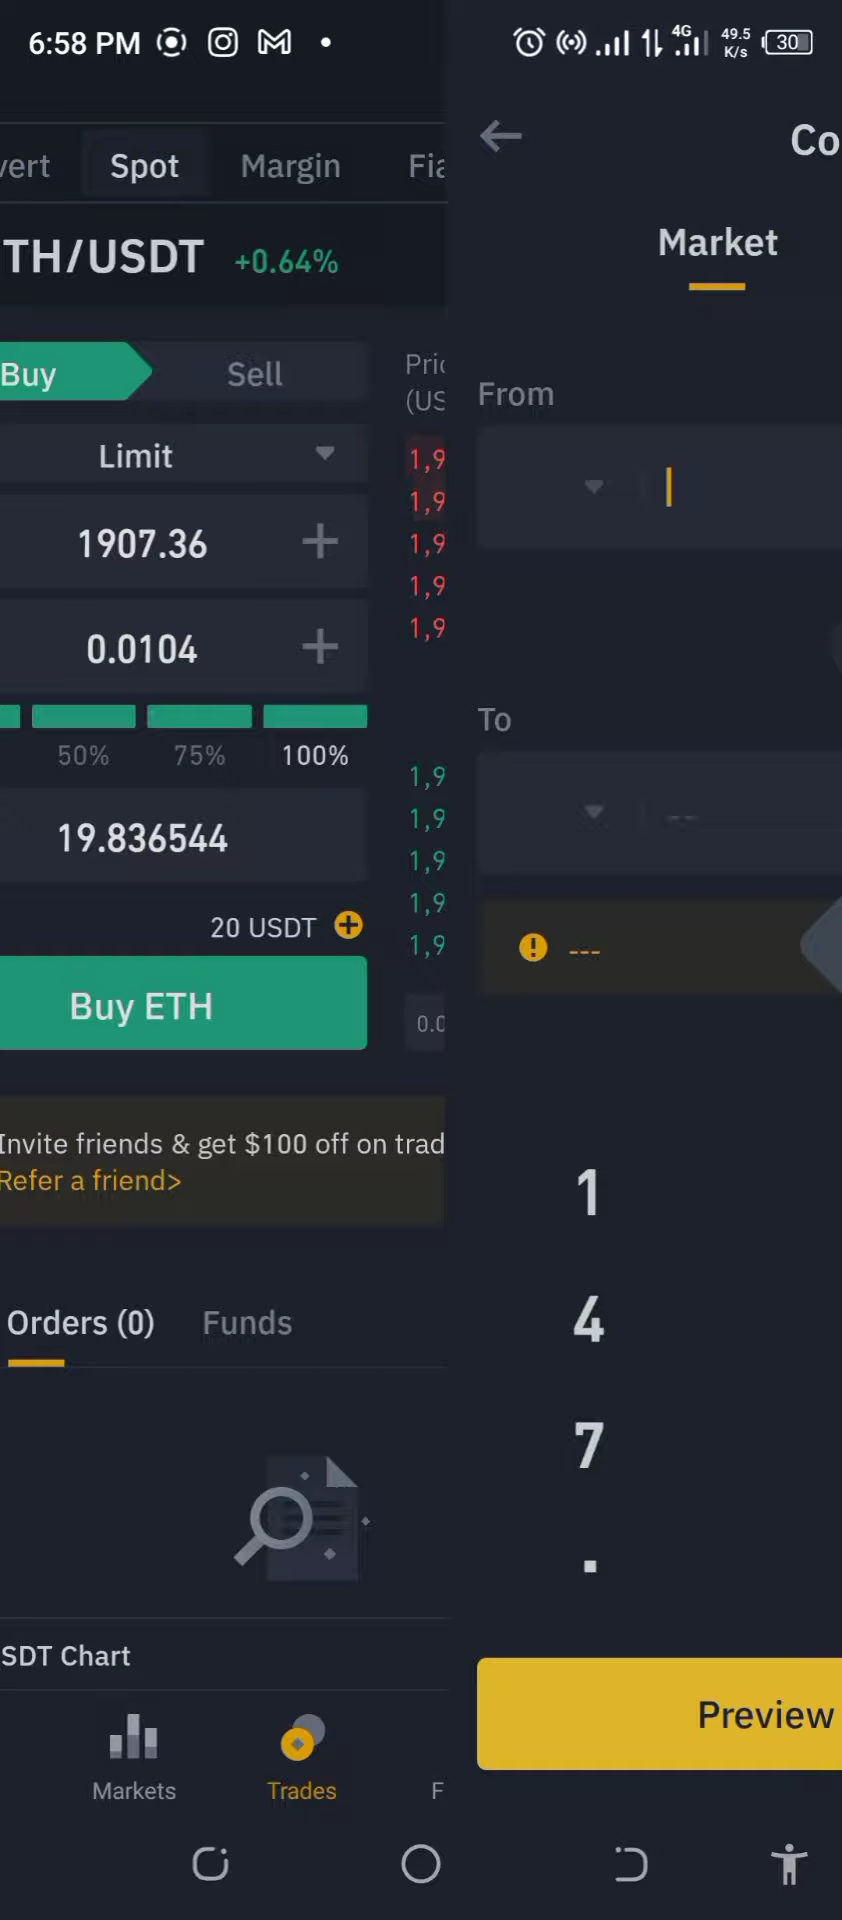 6:58 PM
4G
49.5
K/s
30
vert
Spot
Margin
Fia
Co
TH/USDT
+0.64%
Market
Buy
Sell
Pric
(US
From
Limit
1,9
1,9
1907.36
+
1,9
1,9
0.0104
+
1,9
To
50%
75%
100%
1,9
--
1,9
19.836544
1,9
1,9
20 USDT
1,9
---
Buy ETH
0.0
Invite friends & get $100 off on trad
Refer a friend>
1
4
Orders (0)
Funds
7
.
SDT Chart
Preview
Markets
Trades
F